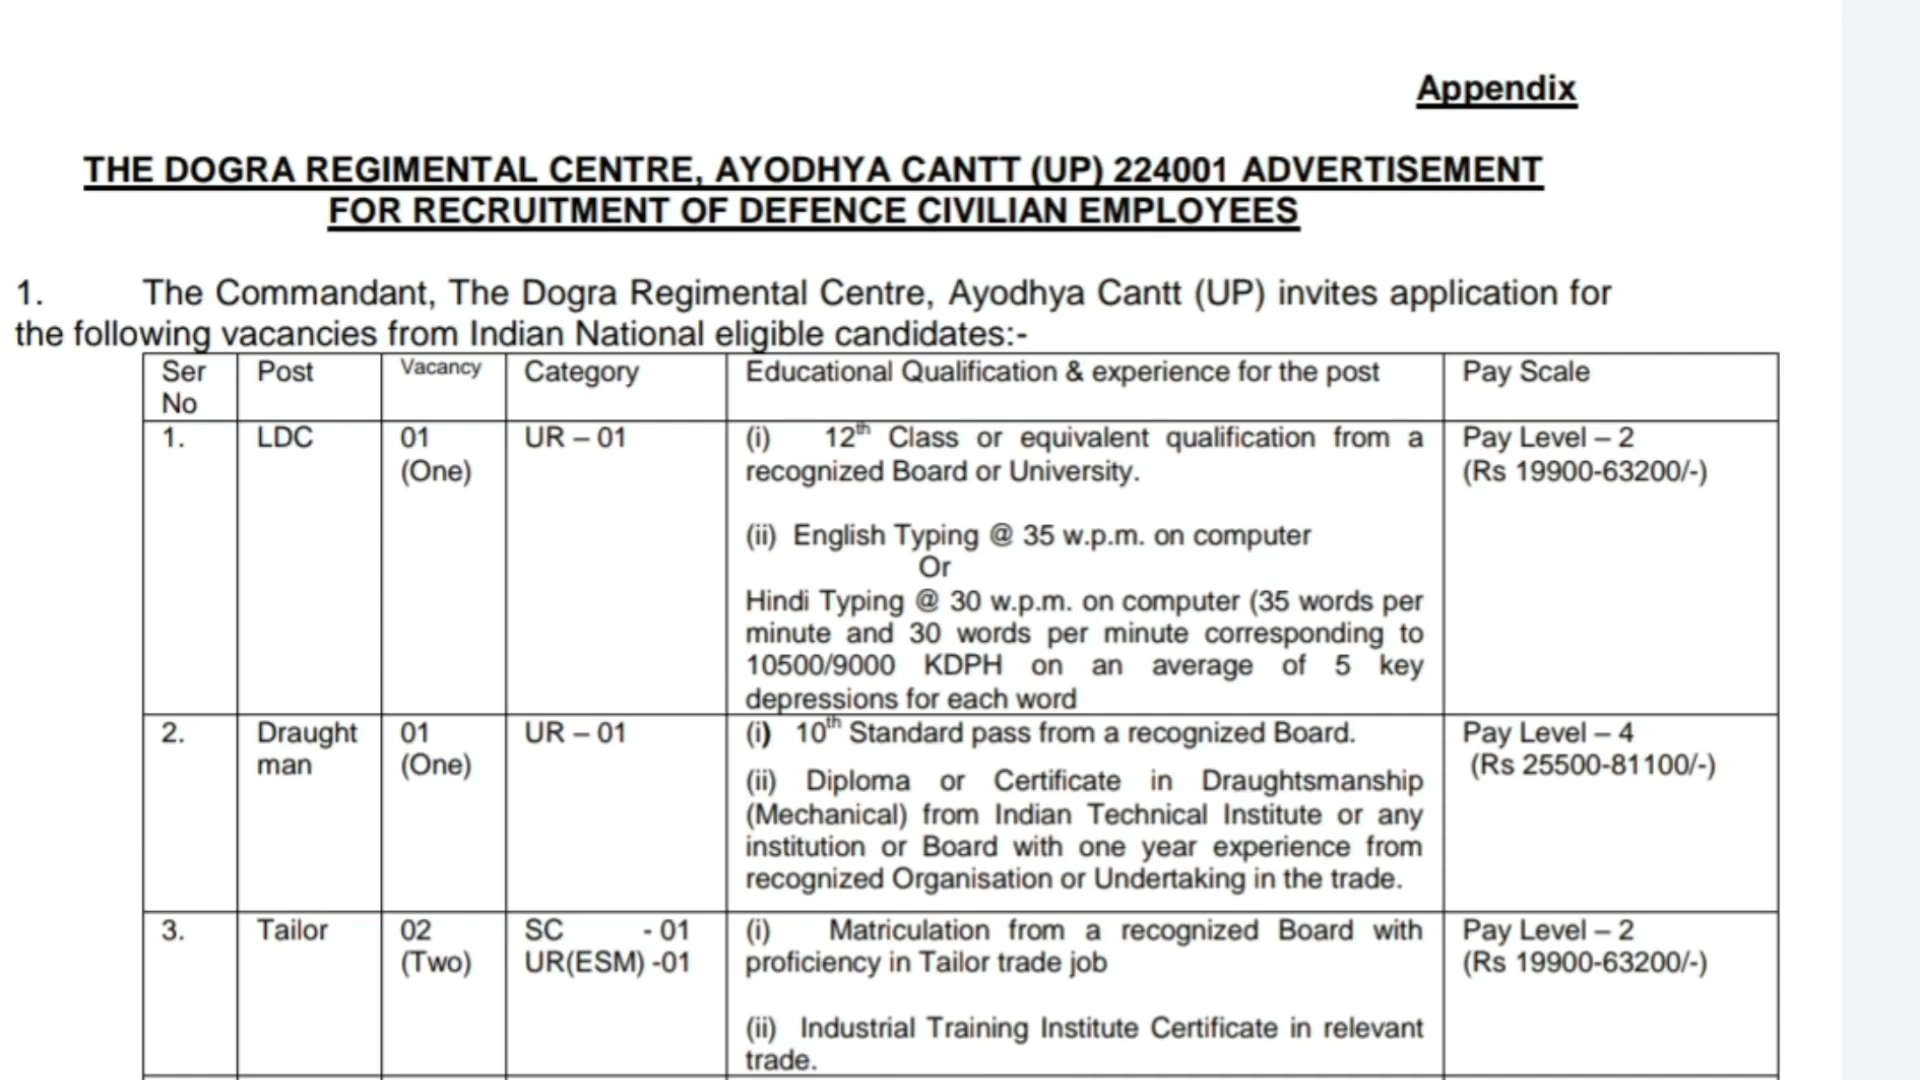 Appendix
THE DOGRA REGIMENTAL CENTRE, AYODHYA CANTT (UP) 224001 ADVERTISEMENT
FOR RECRUITMENT OF DEFENCE CIVILIAN EMPLOYEES
1. The Commandant, The Dogra Regimental Centre, Ayodhya Cantt (UP) invites application for
the following vacancies from Indian National eligible candidates:-
Ser No Post Vacancy Category Educational Qualification & experience for the post Pay Scale
1. LDC 01 UR – 01 (i) 12th Class or equivalent qualification from a Pay Level – 2
(One) recognized Board or University. (Rs 19900-63200/-)
(ii) English Typing @ 35 w.p.m. on computer
Or
Hindi Typing @ 30 w.p.m. on computer (35 words per
minute and 30 words per minute corresponding to
10500/9000 KDPH on an average of 5 key
depressions for each word
2. Draught 01 UR – 01 (i) 10th Standard pass from a recognized Board. Pay Level – 4
man (One) (Rs 25500-81100/-)
(ii) Diploma or Certificate in Draughtsmanship
(Mechanical) from Indian Technical Institute or any
institution or Board with one year experience from
recognized Organisation or Undertaking in the trade.
3. Tailor 02 SC - 01 (i) Matriculation from a recognized Board with Pay Level – 2
(Two) UR(ESM) -01 proficiency in Tailor trade job (Rs 19900-63200/-)
(ii) Industrial Training Institute Certificate in relevant
trade.